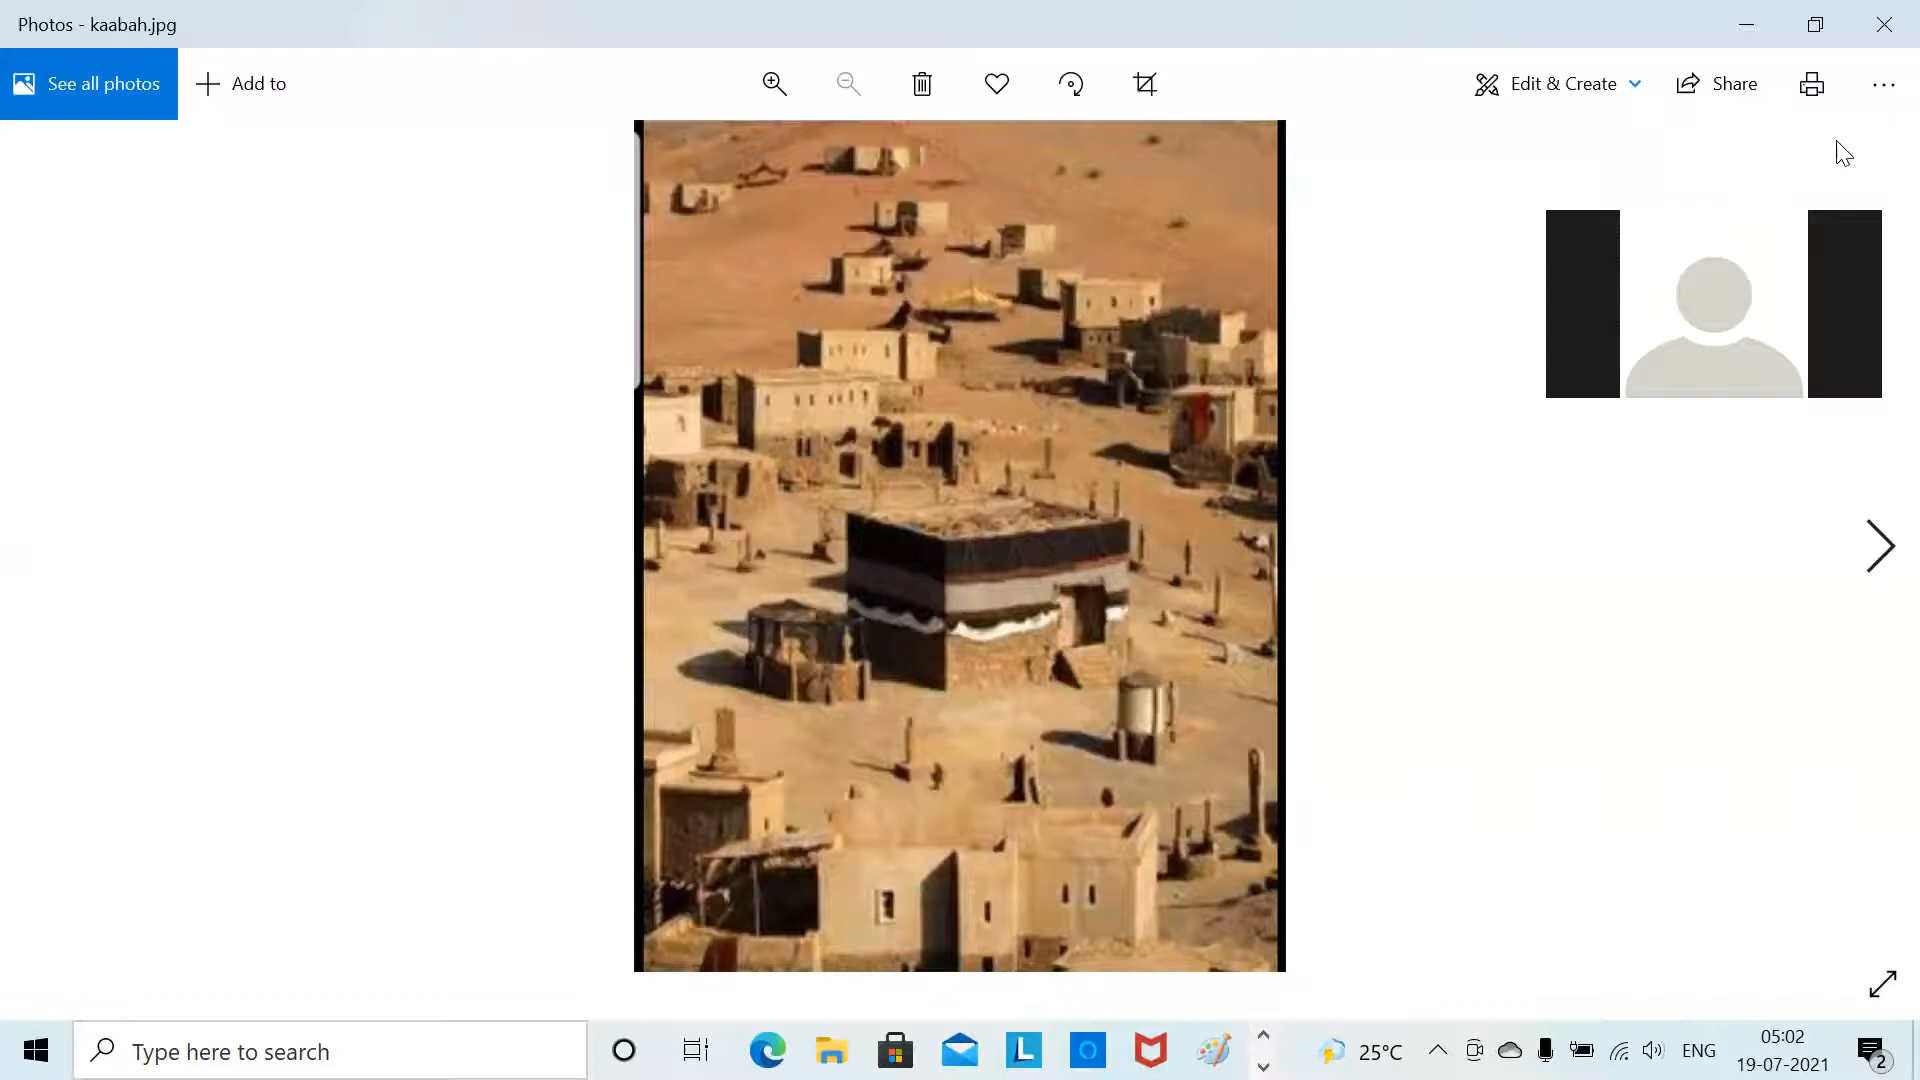 Photos - kaabah.jpg
See all photos
Add to
Edit & Create
Share
Type here to search
L
25°C
ENG
05:02
19-07-2021
2